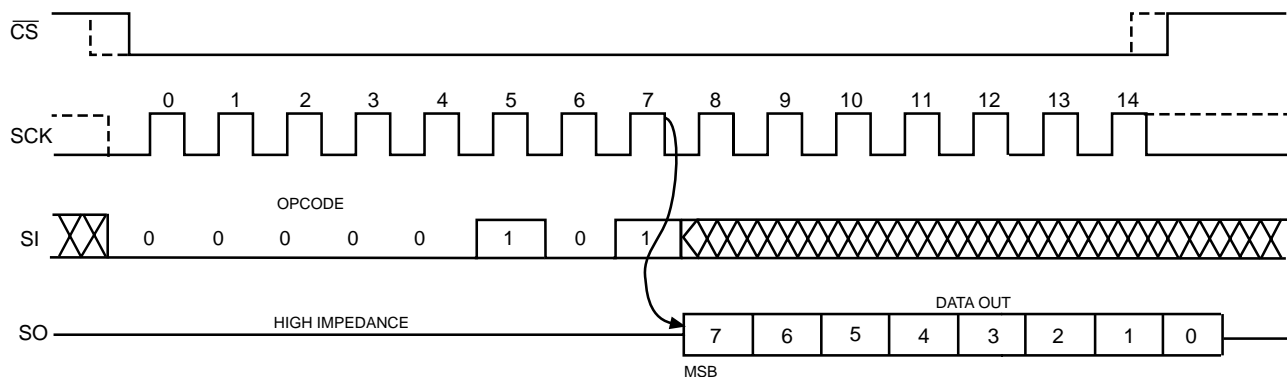 CS
0 1 2 3 4 5 6 7 8 9 10 11 12 13 14
SCK
OPCODE
SI 0 0 0 0 0 1 0 1
DATA OUT
SO HIGH IMPEDANCE 7 6 5 4 3 2 1 0
MSB